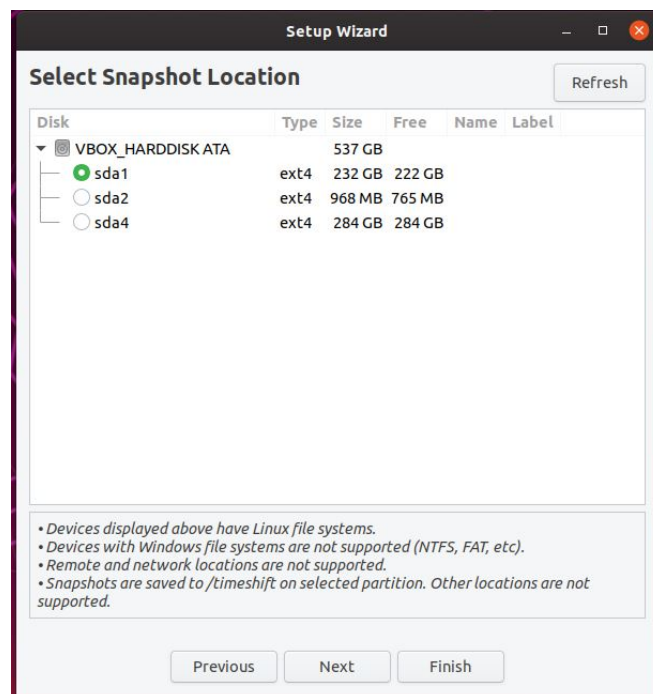 Setup Wizard
Select Snapshot Location
Refresh
Disk Type Size Free Name Label
VBOX_HARDDISK ATA 537 GB
sda1 ext4 232 GB 222 GB
sda2 ext4 968 MB 765 MB
sda4 ext4 284 GB 284 GB
• Devices displayed above have Linux file systems.
• Devices with Windows file systems are not supported (NTFS, FAT, etc).
• Remote and network locations are not supported.
• Snapshots are saved to /timeshift on selected partition. Other locations are not
supported.
Previous Next Finish